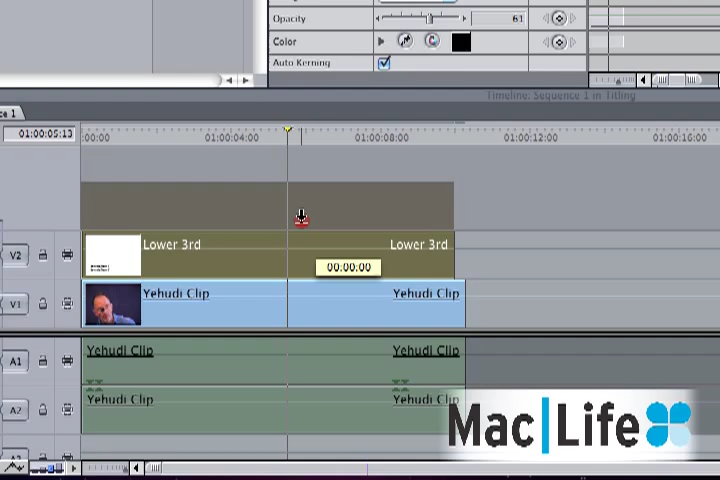 Opacity 61
Color
Auto Kerning
Timeline: Sequence 1 in Titling
ce 1
01:00:05:13 :00:00 01:00:04:00 01:00:08:00 01:00:12:00 01:00:16:00
V2 Lower 3rd Lower 3rd
00:00:00
V1 Yehudi Clip Yehudi Clip
A1 Yehudi Clip Yehudi Clip
A2 Yehudi Clip Yehudi Clip
Mac|Life